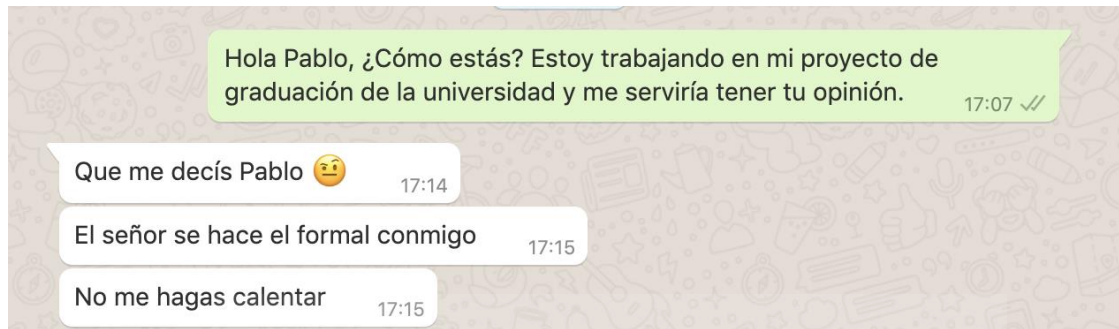 Hola Pablo, ¿Cómo estás? Estoy trabajando en mi proyecto de
graduación de la universidad y me serviría tener tu opinión.
17:07
Que me decís Pablo 🤨
17:14
El señor se hace el formal conmigo
17:15
No me hagas calentar
17:15